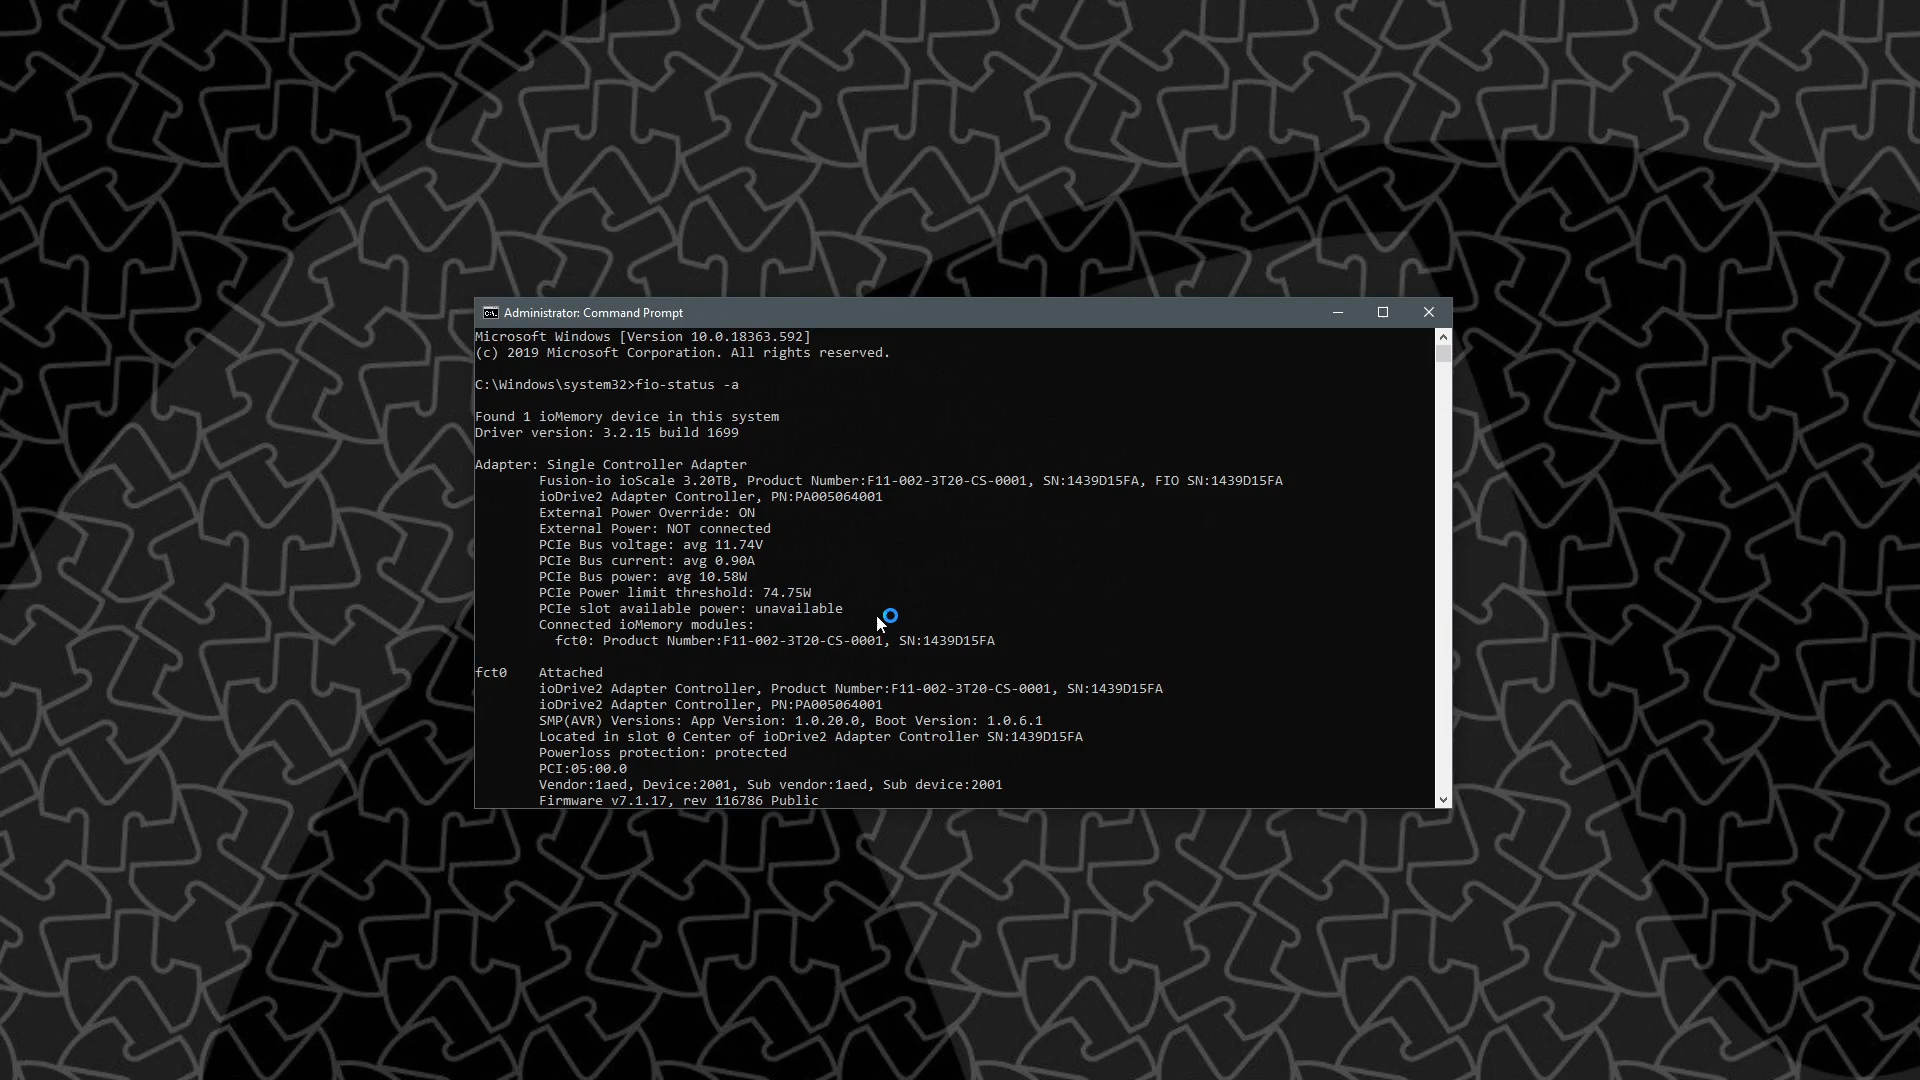 Administrator: Command Prompt
Microsoft Windows [Version 10.0.18363.592]
(c) 2019 Microsoft Corporation. All rights reserved.
C:\Windows\system32>fio-status -a
Found 1 ioMemory device in this system
Driver version: 3.2.15 build 1699
Adapter: Single Controller Adapter
Fusion-io ioScale 3.20TB, Product Number:F11-002-3T20-CS-0001, SN:1439D15FA, FIO SN:1439D15FA
ioDrive2 Adapter Controller, PN:PA005064001
External Power Override: ON
External Power: NOT connected
PCIe Bus voltage: avg 11.74V
PCIe Bus current: avg 0.90A
PCIe Bus power: avg 10.58W
PCIe Power limit threshold: 74.75W
PCIe slot available power: unavailable
Connected ioMemory modules:
fct0: Product Number:F11-002-3T20-CS-0001, SN:1439D15FA
fct0 Attached
ioDrive2 Adapter Controller, Product Number:F11-002-3T20-CS-0001, SN:1439D15FA
ioDrive2 Adapter Controller, PN:PA005064001
SMP(AVR) Versions: App Version: 1.0.20.0, Boot Version: 1.0.6.1
Located in slot 0 Center of ioDrive2 Adapter Controller SN:1439D15FA
Powerloss protection: protected
PCI:05:00.0
Vendor:1aed, Device:2001, Sub vendor:1aed, Sub device:2001
Firmware v7.1.17, rev 116786 Public